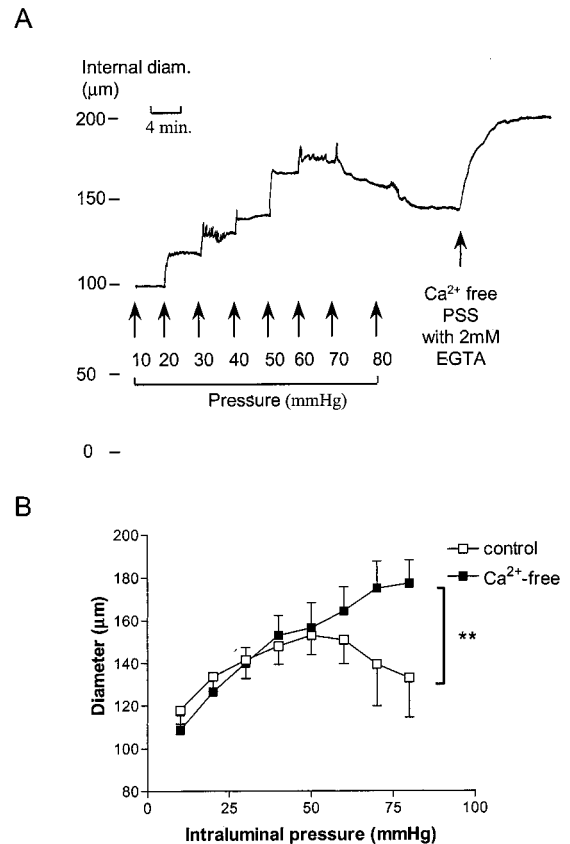 A
Internal diam.
(μm)
4 min.
200
150
100
50
0
10 20 30 40 50 60 70 80
Pressure (mmHg)
Ca²⁺ free
PSS
with 2mM
EGTA
B
200
180
160
140
120
100
80
Diameter (μm)
0 25 50 75 100
Intraluminal pressure (mmHg)
control
Ca²⁺-free
**